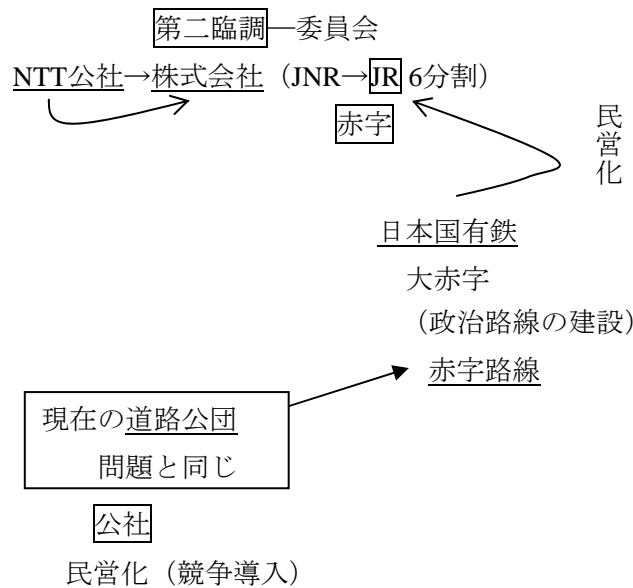 第二臨調―委員会
NTT公社→株式会社（JNR→JR 6分割）
赤字
民営化
日本国有鉄
大赤字
（政治路線の建設）
赤字路線
現在の道路公団
問題と同じ
公社
民営化（競争導入）